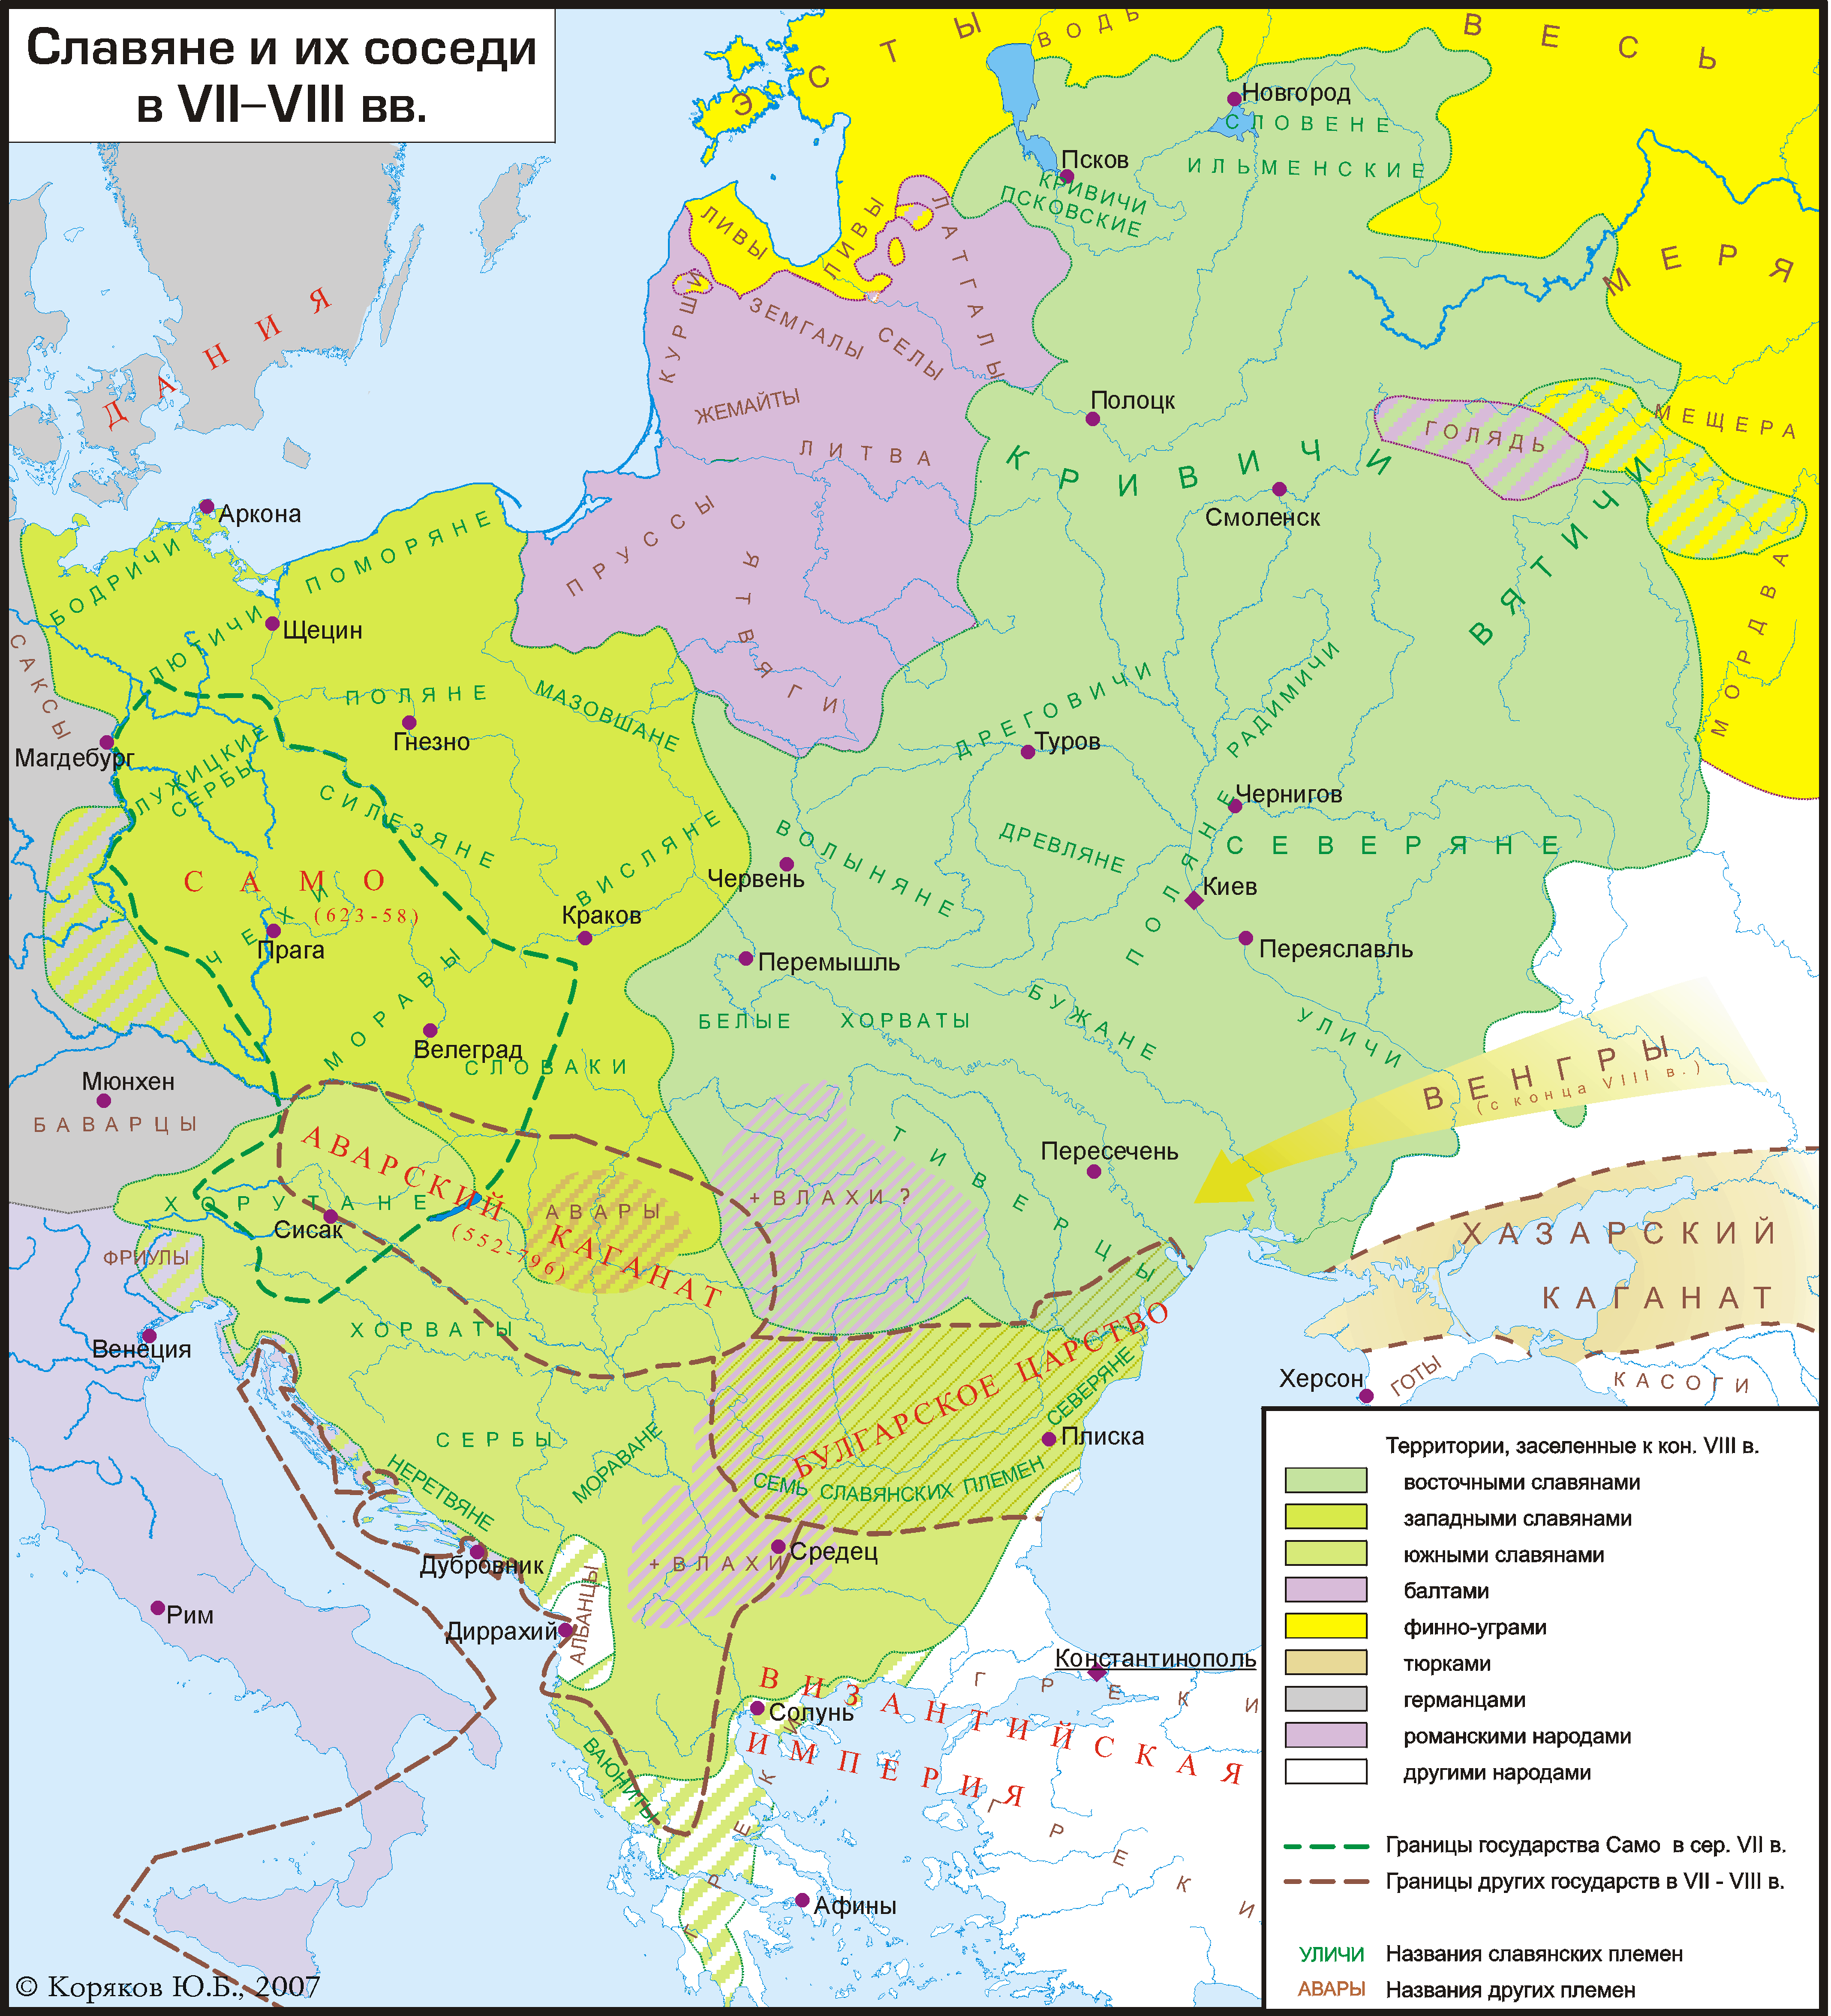 Славяне и их соседи
в VII–VIII вв.
ЭСТЫ
ВОДЬ
ВЕСЬ
Новгород
СЛОВЕНЕ
ИЛЬМЕНСКИЕ
Псков
КРИВИЧИ
ПСКОВСКИЕ
ЛИВЫ
ЛИВЫ
ЛАТГАЛЫ
МЕРЯ
ДАНИЯ
КУРШИ
ЗЕМГАЛЫ
СЕЛЫ
ЖЕМАЙТЫ
ЛИТВА
Полоцк
КРИВИЧИ
ГОЛЯДЬ
МЕЩЕРА
Смоленск
ВЯТИЧИ
МОРДВА
Аркона
БОДРИЧИ
ПОМОРЯНЕ
ПРУССЫ
ЯТВЯГИ
ЛЮТИЧИ
Щецин
САКСЫ
ПОЛЯНЕ
МАЗОВШАНЕ
Гнезно
Магдебург
ЛУЖИЦКИЕ
СЕРБЫ
СИЛЕЗЯНЕ
ДРЕГОВИЧИ
Туров
РАДИМИЧИ
Чернигов
СЕВЕРЯНЕ
ВОЛЫНЯНЕ
ДРЕВЛЯНЕ
ПОЛЯНЕ
Червень
ВИСЛЯНЕ
Киев
САМО
(623-58)
ЧЕХИ
Прага
Краков
Переяславль
Перемышль
МОРАВЫ
БЕЛЫЕ ХОРВАТЫ
БУЖАНЕ
УЛИЧИ
Велеград
СЛОВАКИ
ВЕНГРЫ
(с конца VIII в.)
Мюнхен
БАВАРЦЫ
АВАРСКИЙ КАГАНАТ
(552-796)
АВАРЫ
ТИВЕРЦЫ
Пересечень
+ ВЛАХИ ?
ХОРУТАНЕ
Сисак
ХАЗАРСКИЙ
КАГАНАТ
ФРИУЛЫ
Венеция
ХОРВАТЫ
БУЛГАРСКОЕ ЦАРСТВО
СЕВЕРЯНЕ
Херсон
ГОТЫ
КАСОГИ
СЕРБЫ
МОРАВАНЕ
НЕРЕТВЯНЕ
Плиска
СЕМЬ СЛАВЯНСКИХ ПЛЕМЕН
Дубровник
+ ВЛАХИ
Средец
АЛЬБАНЦЫ
Рим
Диррахий
Константинополь
ГРЕКИ
ВИЗАНТИЙСКАЯ
ИМПЕРИЯ
Солунь
ВАЮНИТЫ
ГРЕКИ
ГРЕКИ
Афины
Территории, заселенные к кон. VIII в.
восточными славянами
западными славянами
южными славянами
балтами
финно-уграми
тюрками
германцами
романскими народами
другими народами
Границы государства Само в сер. VII в.
Границы других государств в VII - VIII в.
УЛИЧИ Названия славянских племен
АВАРЫ Названия других племен
© Коряков Ю.Б., 2007